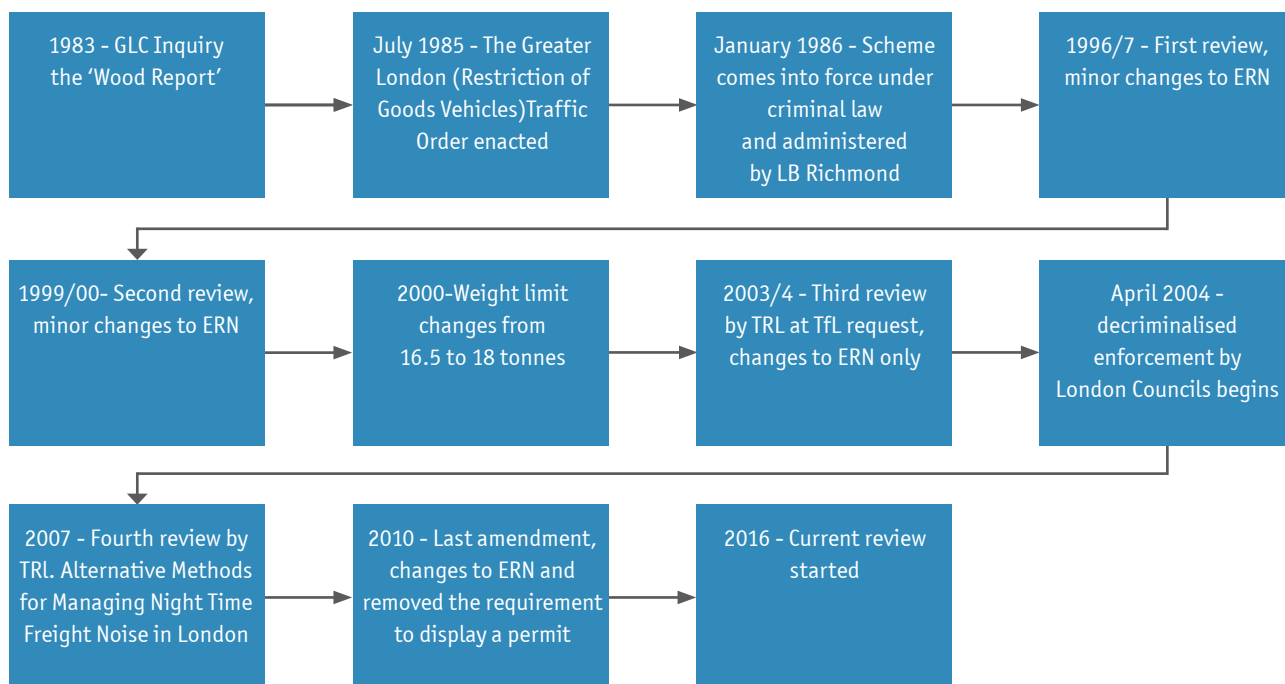 1983 - GLC Inquiry
the ‘Wood Report’
July 1985 - The Greater
London (Restriction of
Goods Vehicles)Traffic
Order enacted
January 1986 - Scheme
comes into force under
criminal law
and administered
by LB Richmond
1996/7 - First review,
minor changes to ERN
1999/00- Second review,
minor changes to ERN
2000-Weight limit
changes from
16.5 to 18 tonnes
2003/4 - Third review
by TRL at TfL request,
changes to ERN only
April 2004 -
decriminalised
enforcement by
London Councils begins
2007 - Fourth review by
TRl. Alternative Methods
for Managing Night Time
Freight Noise in London
2010 - Last amendment,
changes to ERN and
removed the requirement
to display a permit
2016 - Current review
started